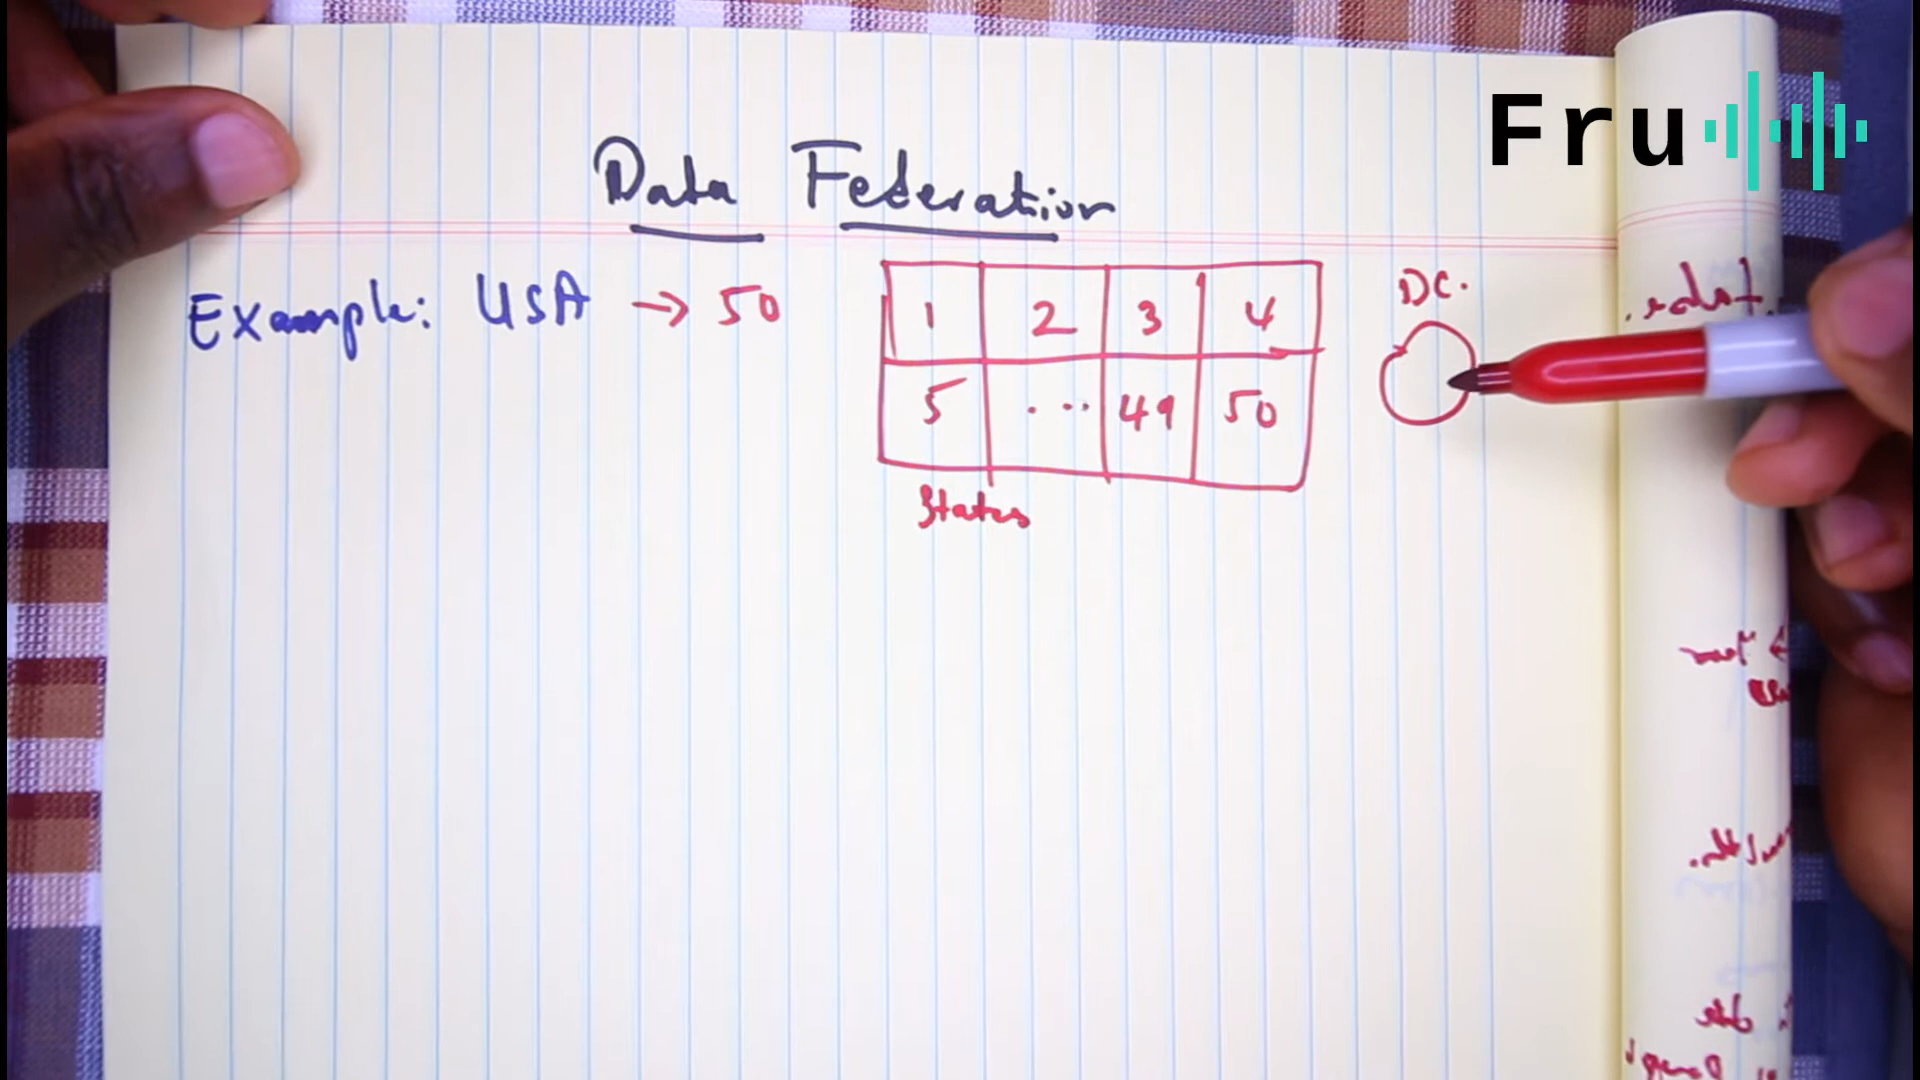 Fru
Data Federation
Example: USA → 50
1 2 3 4
5 ... 49 50
States
DC.